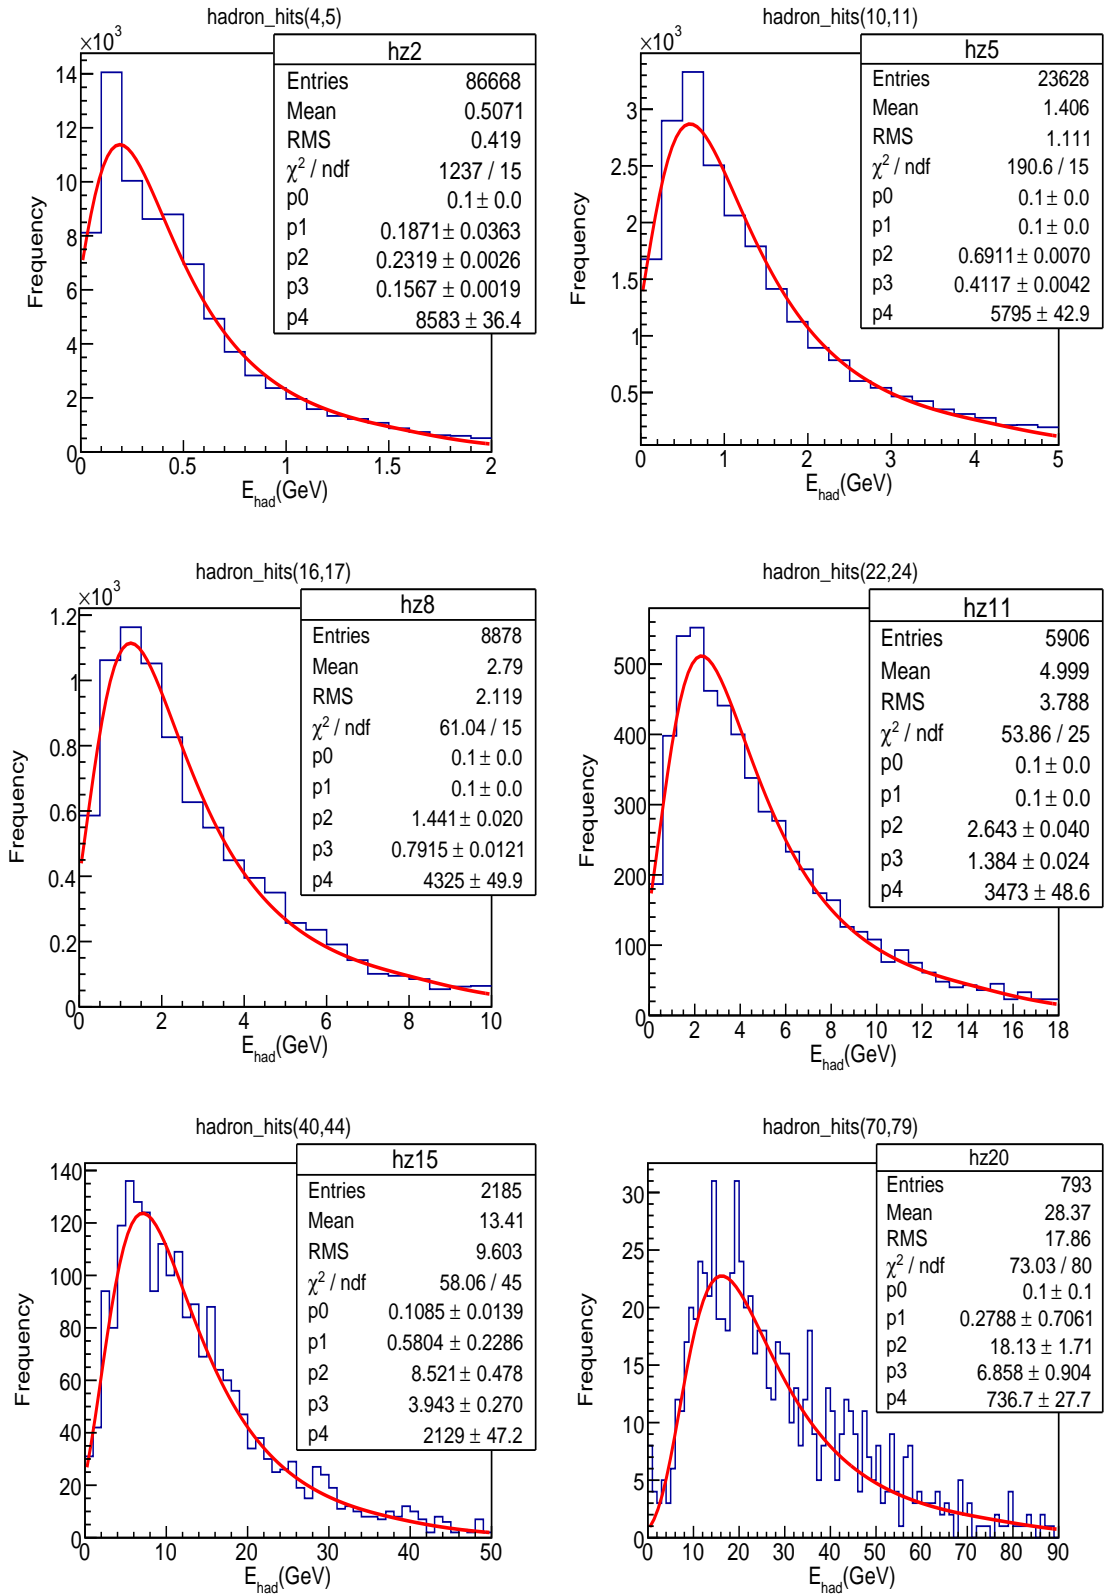 hadron_hits(4,5)
×10³
hz2
Entries 86668
Mean 0.5071
RMS 0.419
χ² / ndf 1237 / 15
p0 0.1 ± 0.0
p1 0.1871 ± 0.0363
p2 0.2319 ± 0.0026
p3 0.1567 ± 0.0019
p4 8583 ± 36.4
Frequency
14
12
10
8
6
4
2
0
0 0.5 1 1.5 2
E_had(GeV)
hadron_hits(10,11)
×10³
hz5
Entries 23628
Mean 1.406
RMS 1.111
χ² / ndf 190.6 / 15
p0 0.1 ± 0.0
p1 0.1 ± 0.0
p2 0.6911 ± 0.0070
p3 0.4117 ± 0.0042
p4 5795 ± 42.9
Frequency
3
2.5
2
1.5
1
0.5
0 1 2 3 4 5
E_had(GeV)
hadron_hits(16,17)
×10³
hz8
Entries 8878
Mean 2.79
RMS 2.119
χ² / ndf 61.04 / 15
p0 0.1 ± 0.0
p1 0.1 ± 0.0
p2 1.441 ± 0.020
p3 0.7915 ± 0.0121
p4 4325 ± 49.9
Frequency
1.2
1
0.8
0.6
0.4
0.2
0
0 2 4 6 8 10
E_had(GeV)
hadron_hits(22,24)
hz11
Entries 5906
Mean 4.999
RMS 3.788
χ² / ndf 53.86 / 25
p0 0.1 ± 0.0
p1 0.1 ± 0.0
p2 2.643 ± 0.040
p3 1.384 ± 0.024
p4 3473 ± 48.6
Frequency
500
400
300
200
100
0
0 2 4 6 8 10 12 14 16 18
E_had(GeV)
hadron_hits(40,44)
hz15
Entries 2185
Mean 13.41
RMS 9.603
χ² / ndf 58.06 / 45
p0 0.1085 ± 0.0139
p1 0.5804 ± 0.2286
p2 8.521 ± 0.478
p3 3.943 ± 0.270
p4 2129 ± 47.2
Frequency
140
120
100
80
60
40
20
0
0 10 20 30 40 50
E_had(GeV)
hadron_hits(70,79)
hz20
Entries 793
Mean 28.37
RMS 17.86
χ² / ndf 73.03 / 80
p0 0.1 ± 0.1
p1 0.2788 ± 0.7061
p2 18.13 ± 1.71
p3 6.858 ± 0.904
p4 736.7 ± 27.7
Frequency
30
25
20
15
10
5
0
0 10 20 30 40 50 60 70 80 90
E_had(GeV)